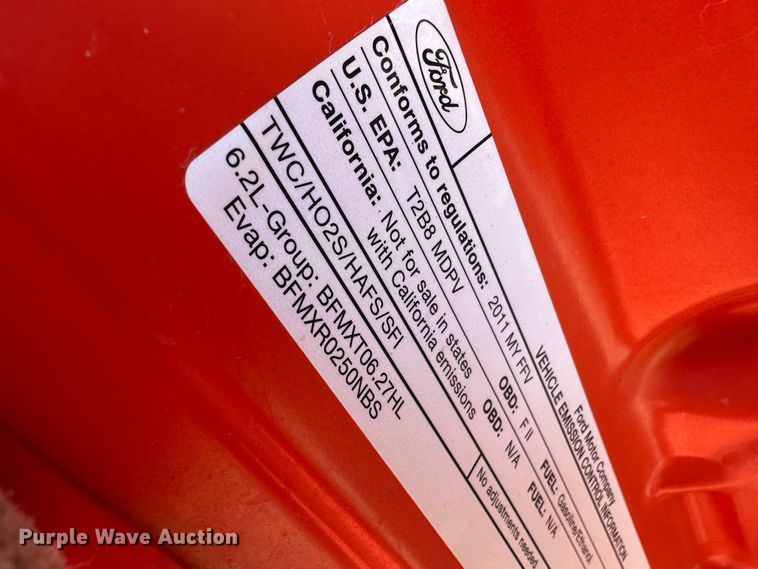 Ford
Ford Motor Company
VEHICLE EMISSION CONTROL INFORMATION
Conforms to regulations: 2011 MY FFV
U.S. EPA: T2B8 MDPV OBD: F II FUEL: Gasoline/Ethanol
California: Not for sale in states with California emissions OBD: N/A FUEL: N/A
TWC/HO2S/HAFS/SFI
No adjustments needed
6.2L-Group: BFMXT06.27HL
Evap: BFMXR0250NBS
Purple Wave Auction